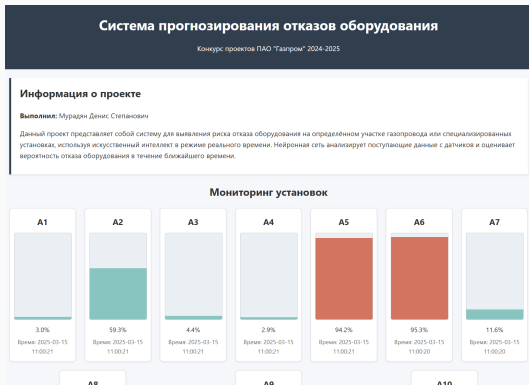 Система прогнозирования отказов оборудования
Конкурс проектов ПАО "Газпром" 2024-2025
Информация о проекте
Выполнил: Мурадян Денис Степанович
Данный проект представляет собой систему для выявления риска отказа оборудования на определённом участке газопровода или специализированных
установках, используя искусственный интеллект в режиме реального времени. Нейронная сеть анализирует поступающие данные с датчиков и оценивает
вероятность отказа оборудования в течение ближайшего времени.
Мониторинг установок
A1 A2 A3 A4 A5 A6 A7
3.0% 59.3% 4.4% 2.9% 94.2% 95.3% 11.6%
Время: 2025-03-15 Время: 2025-03-15 Время: 2025-03-15 Время: 2025-03-15 Время: 2025-03-15 Время: 2025-03-15 Время: 2025-03-15
11:00:21 11:00:21 11:00:21 11:00:21 11:00:21 11:00:20 11:00:20
A8 A9 A10